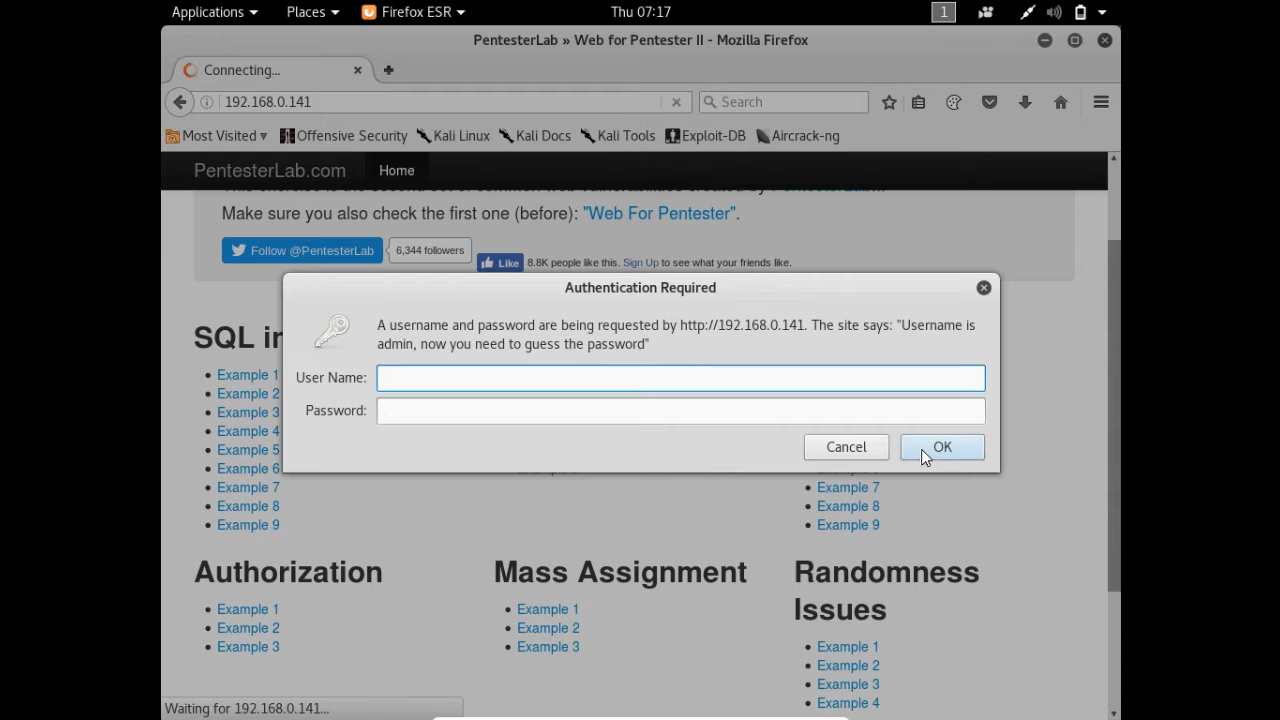 Applications Places Firefox ESR Thu 07:17 1
PentesterLab » Web for Pentester II - Mozilla Firefox
Connecting...
192.168.0.141 Search
Most Visited Offensive Security Kali Linux Kali Docs Kali Tools Exploit-DB Aircrack-ng
PentesterLab.com Home
Make sure you also check the first one (before): "Web For Pentester".
Follow @PentesterLab 6,344 followers Like 8.8K people like this. Sign Up to see what your friends like.
Authentication Required
A username and password are being requested by http://192.168.0.141. The site says: "Username is
admin, now you need to guess the password"
User Name:
Password:
Cancel OK
SQL in
Example 1
Example 2
Example 3
Example 4
Example 5
Example 6
Example 7
Example 8
Example 9
Example 7
Example 8
Example 9
Authorization
Example 1
Example 2
Example 3
Mass Assignment
Example 1
Example 2
Example 3
Randomness
Issues
Example 1
Example 2
Example 3
Example 4
Waiting for 192.168.0.141...